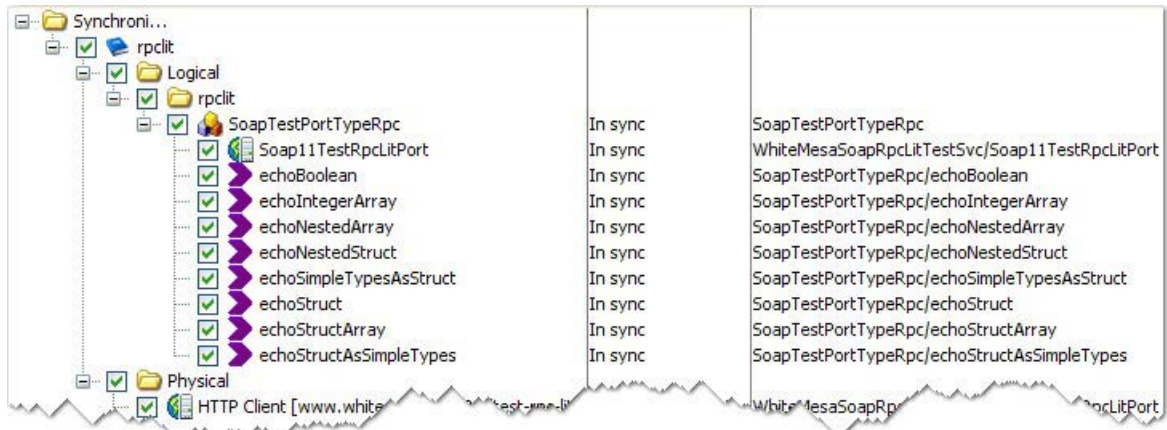 Synchroni...
rpclit
Logical
rpclit
SoapTestPortTypeRpc In sync SoapTestPortTypeRpc
Soap11TestRpcLitPort In sync WhiteMesaSoapRpcLitTestSvc/Soap11TestRpcLitPort
echoBoolean In sync SoapTestPortTypeRpc/echoBoolean
echoIntegerArray In sync SoapTestPortTypeRpc/echoIntegerArray
echoNestedArray In sync SoapTestPortTypeRpc/echoNestedArray
echoNestedStruct In sync SoapTestPortTypeRpc/echoNestedStruct
echoSimpleTypesAsStruct In sync SoapTestPortTypeRpc/echoSimpleTypesAsStruct
echoStruct In sync SoapTestPortTypeRpc/echoStruct
echoStructArray In sync SoapTestPortTypeRpc/echoStructArray
echoStructAsSimpleTypes In sync SoapTestPortTypeRpc/echoStructAsSimpleTypes
Physical
HTTP Client [www.white